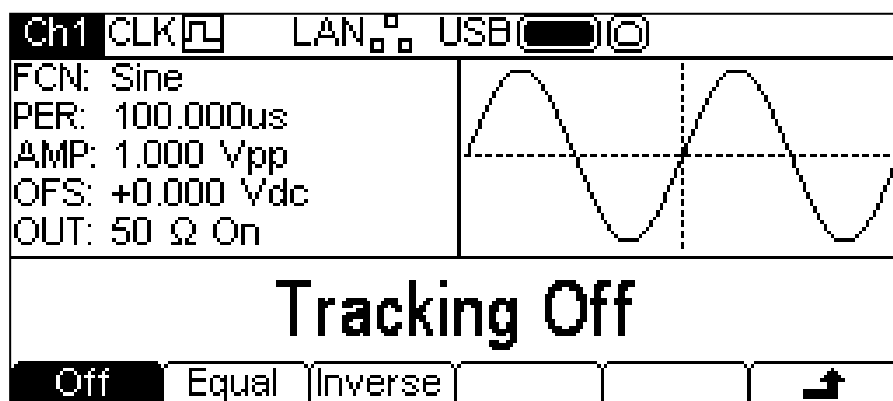 Ch1 CLK LAN USB
FCN: Sine
PER: 100.000us
AMP: 1.000 Vpp
OFS: +0.000 Vdc
OUT: 50 Ω On
Tracking Off
Off Equal Inverse